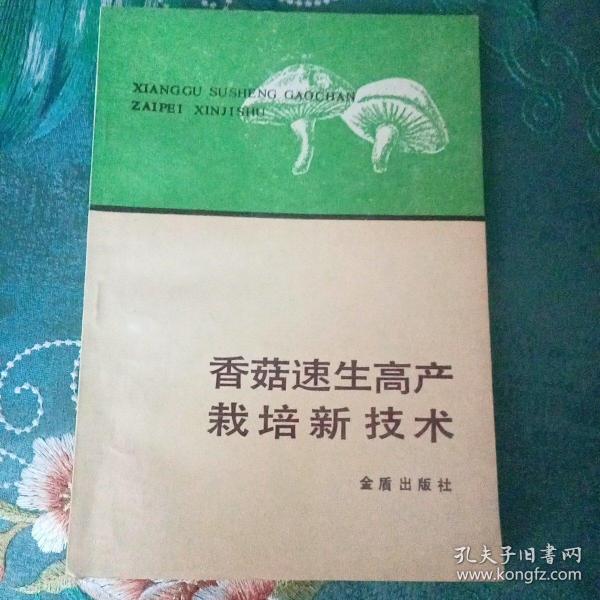 XIANGGU SUSHENG GAOCHAN
ZAIPEI XINJISHU
香菇速生高产
栽培新技术
金盾出版社
孔夫子旧书网
www.kongfz.com